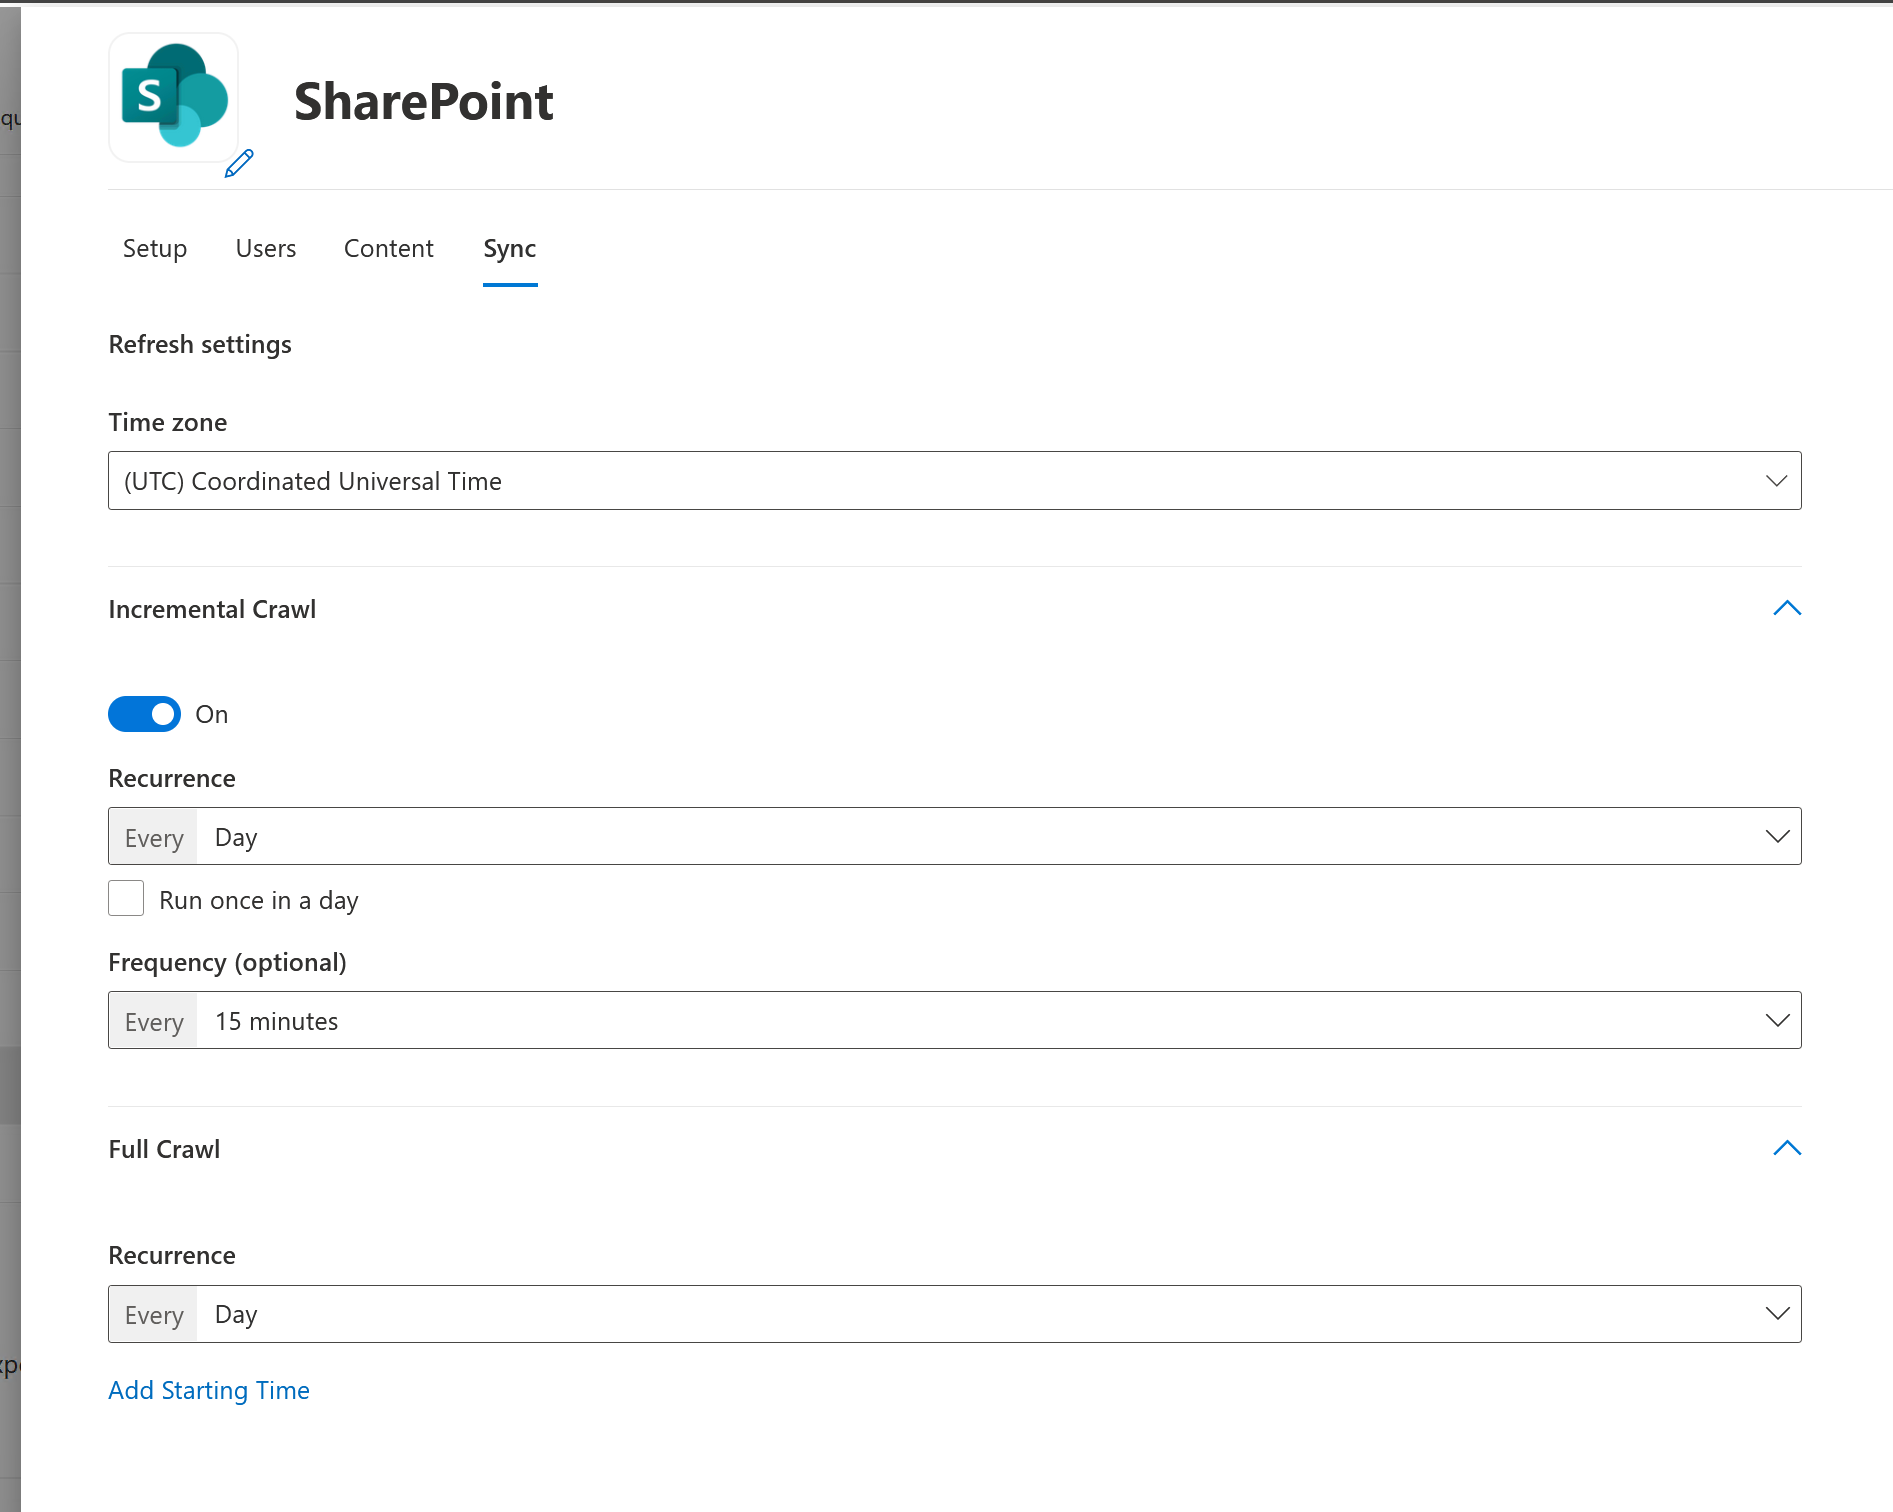 S
SharePoint
qu
Setup Users Content Sync
Refresh settings
Time zone
(UTC) Coordinated Universal Time
Incremental Crawl
On
Recurrence
Every Day
Run once in a day
Frequency (optional)
Every 15 minutes
Full Crawl
Recurrence
Every Day
xpe
Add Starting Time